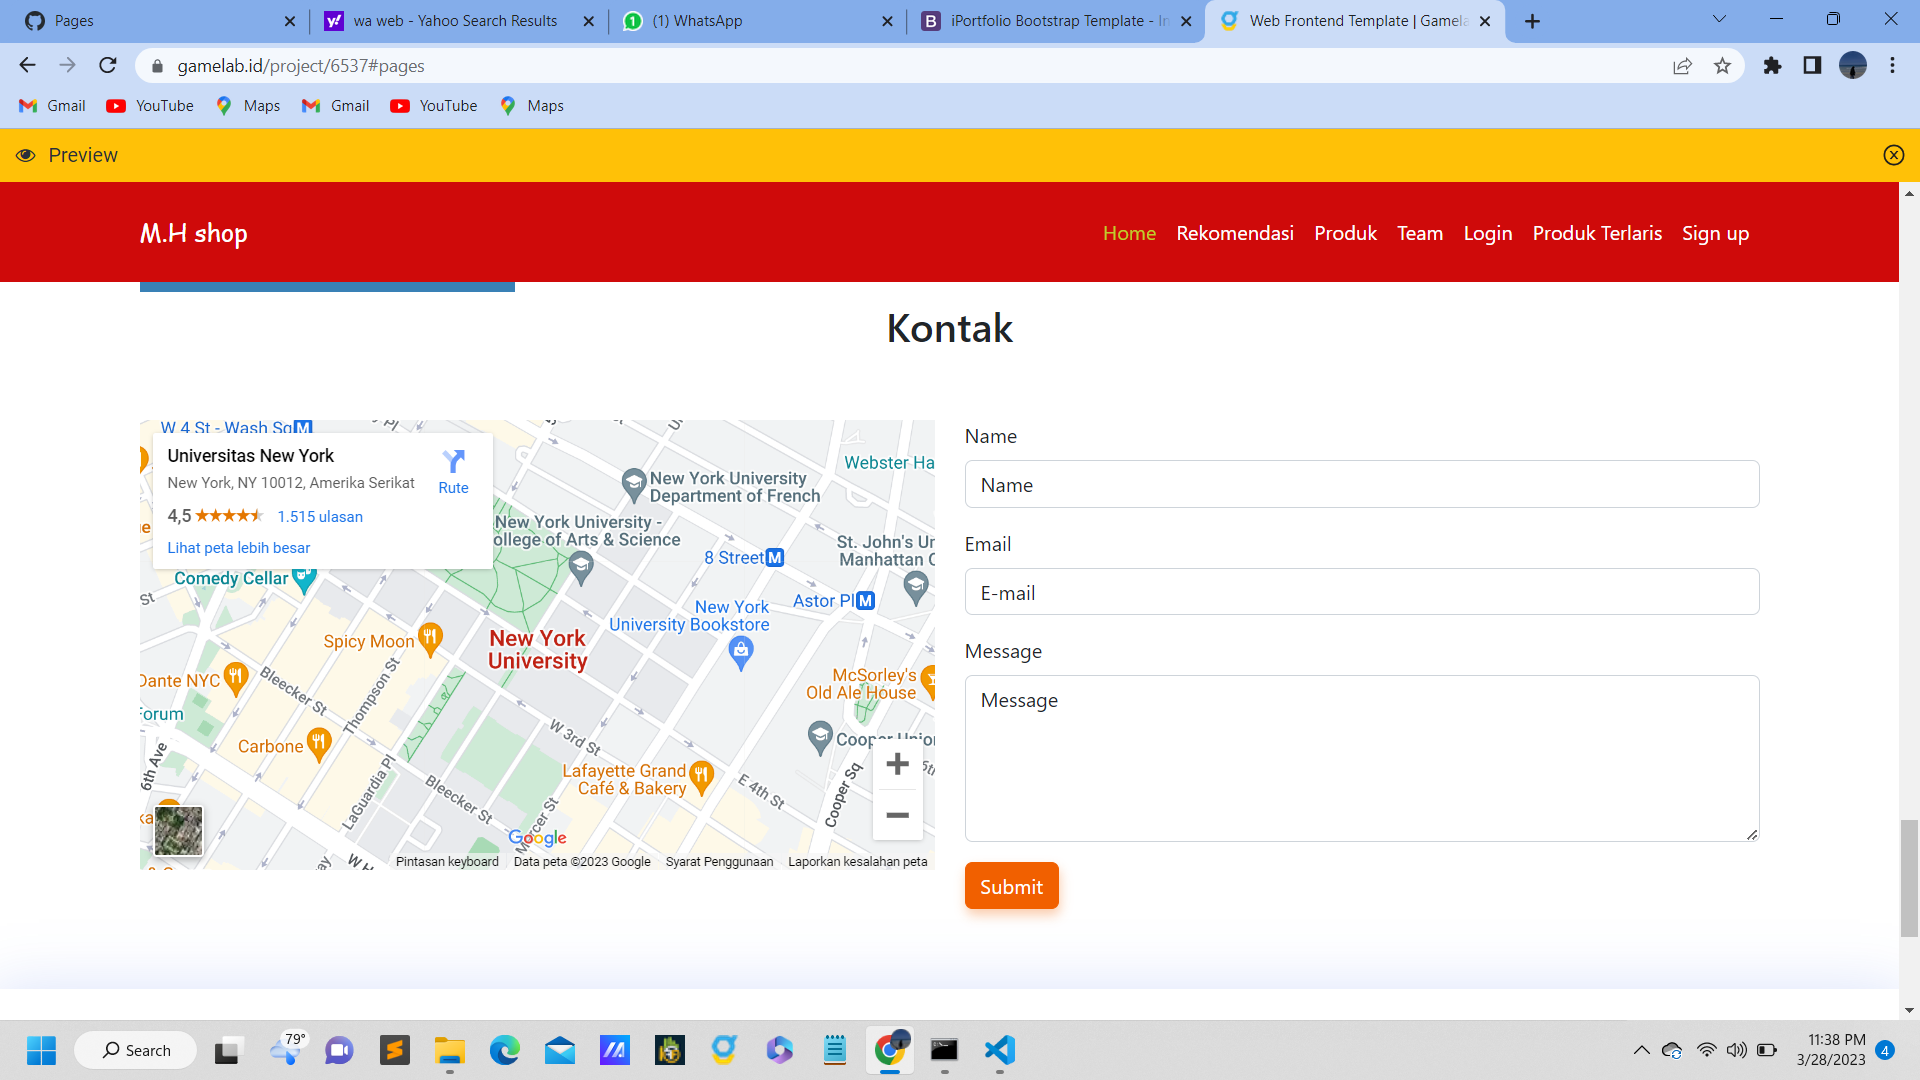 Pages
wa web - Yahoo Search Results
(1) WhatsApp
iPortfolio Bootstrap Template - In
Web Frontend Template | Gamela
gamelab.id/project/6537#pages
Gmail
YouTube
Maps
Gmail
YouTube
Maps
Preview
M.H shop
Home
Rekomendasi
Produk
Team
Login
Produk Terlaris
Sign up
Kontak
W 4 St - Wash Sq
M
Universitas New York
New York, NY 10012, Amerika Serikat
Rute
4,5
1.515 ulasan
Lihat peta lebih besar
New York University
Department of French
Webster Ha
New York University -
ollege of Arts & Science
St. John's Un
Manhattan C
8 Street
M
Comedy Cellar
St
Astor Pl
M
New York
University Bookstore
Spicy Moon
New York
University
McSorley's
Old Ale House
Dante NYC
Bleecker St
Thompson St
Forum
W 3rd St
Carbone
Cooper Union
6th Ave
Lafayette Grand
Café & Bakery
E 4th St
Cooper Sq
LaGuardia Pl
Bleecker St
Mercer St
Google
W H
Pintasan keyboard
Data peta ©2023 Google
Syarat Penggunaan
Laporkan kesalahan peta
Name
Name
Email
E-mail
Message
Message
Submit
Search
79°
11:38 PM
3/28/2023
4